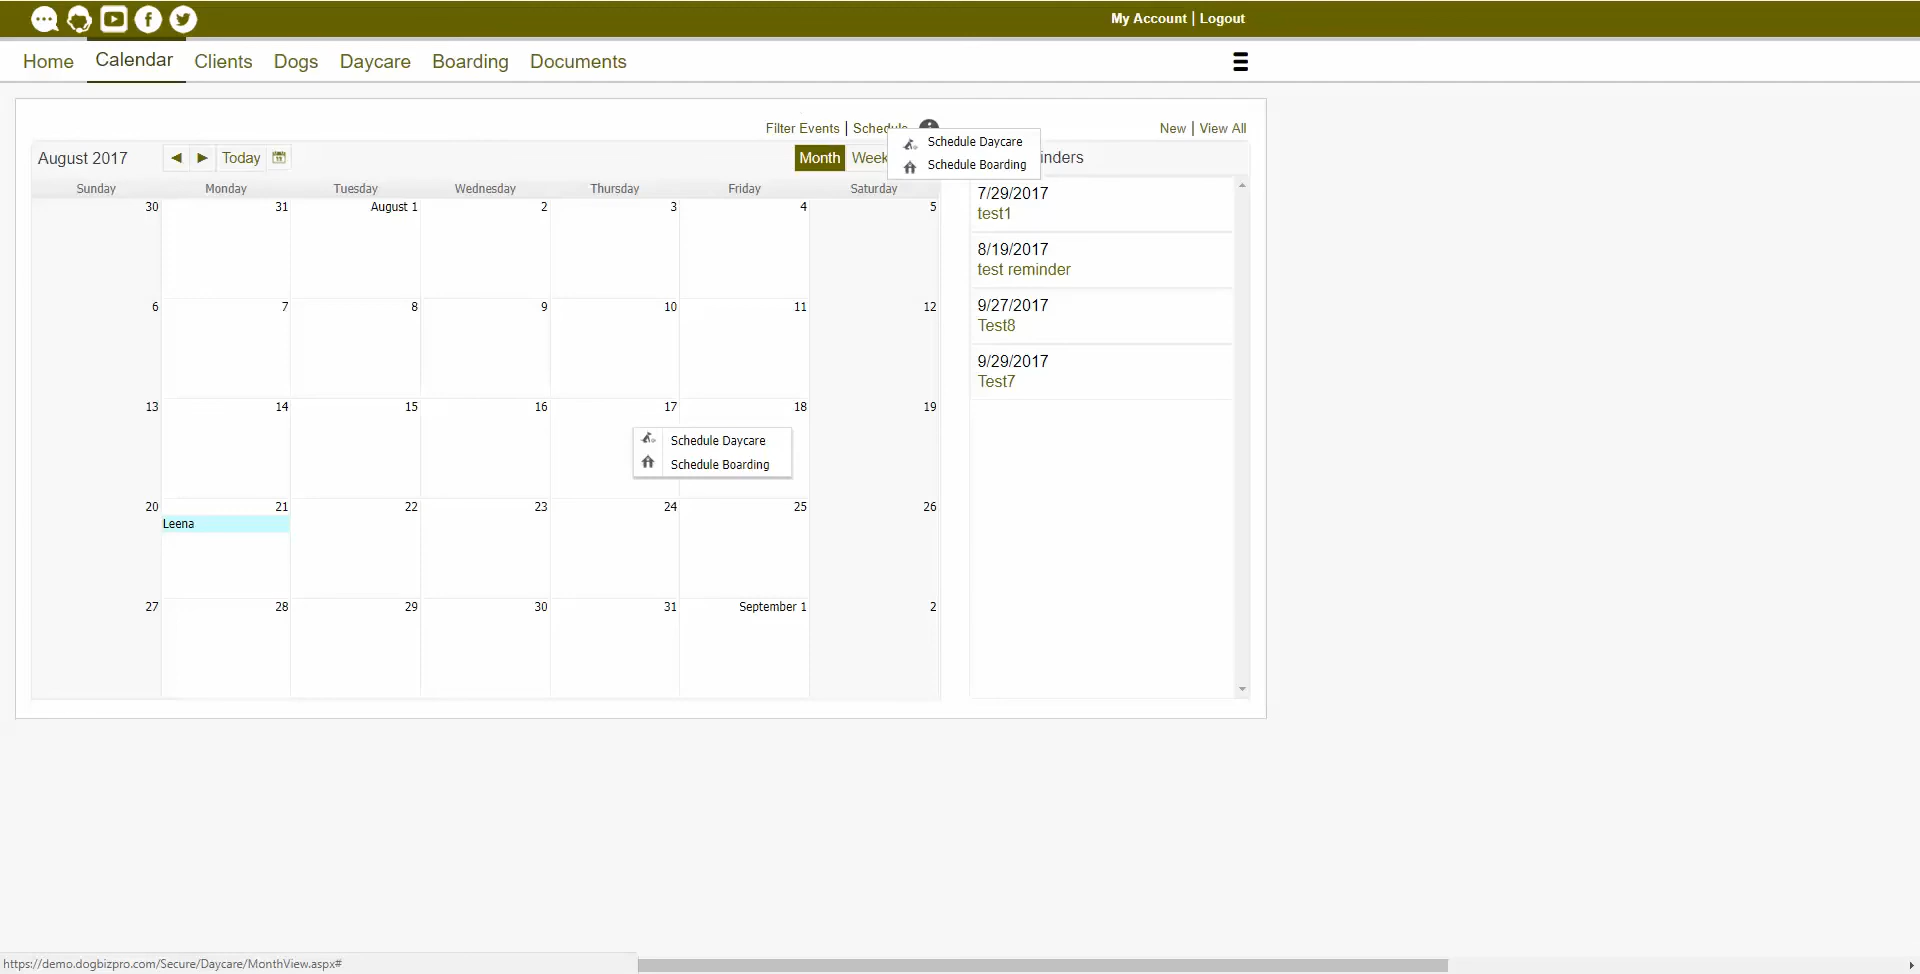 My Account | Logout
Home Calendar Clients Dogs Daycare Boarding Documents
Filter Events | Schedule
New | View All
Schedule Daycare
Schedule Boarding
August 2017
Today
Month Week
inders
Sunday Monday Tuesday Wednesday Thursday Friday Saturday
30 31 August 1 2 3 4 5
6 7 8 9 10 11 12
13 14 15 16 17 18 19
Schedule Daycare
Schedule Boarding
20 21 22 23 24 25 26
Leena
27 28 29 30 31 September 1 2
7/29/2017
test1
8/19/2017
test reminder
9/27/2017
Test8
9/29/2017
Test7
https://demo.dogbizpro.com/Secure/Daycare/MonthView.aspx#